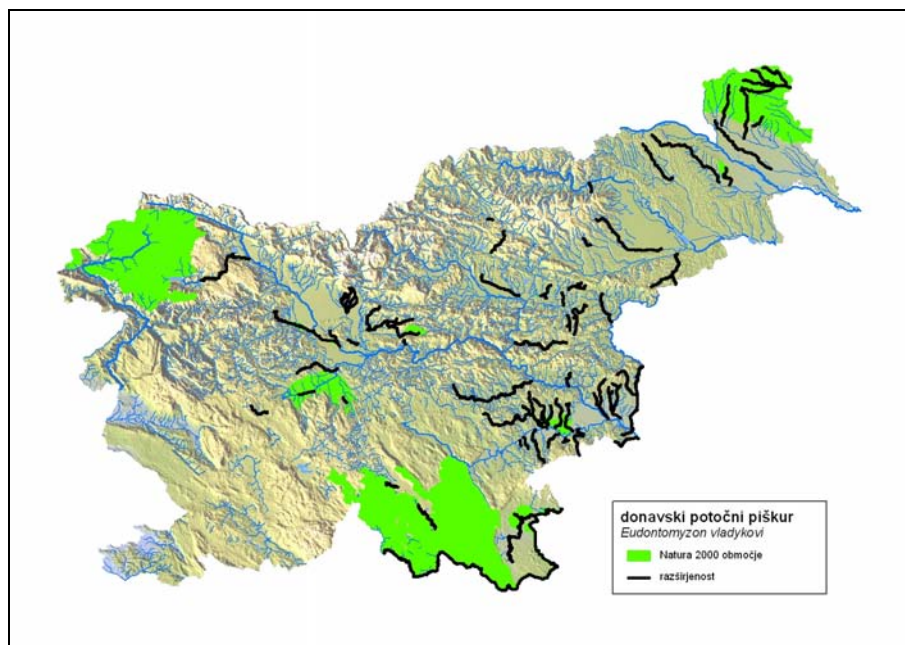 donavski potočni piškur
Eudontomyzon vladykovi
Natura 2000 območje
razširjenost